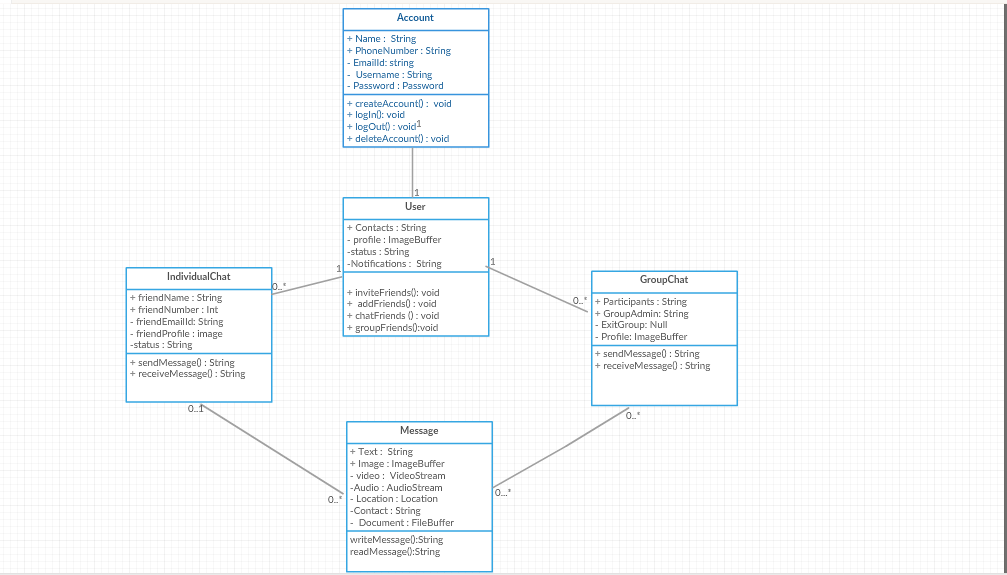 Account
+ Name : String
+ PhoneNumber : String
- EmailId: string
- Username : String
- Password : Password
+ createAccount() : void
+ logIn(): void
+ logOut() : void
1
+ deleteAccount() : void
1
User
+ Contacts : String
- profile : ImageBuffer
-status : String
-Notifications : String
+ inviteFriends(): void
+ addFriends() : void
+ chatFriends () : void
+ groupFriends():void
1
0..*
1
0..*
IndividualChat
+ friendName : String
+ friendNumber : Int
- friendEmailId: String
- friendProfile : image
-status : String
+ sendMessage() : String
+ receiveMessage() : String
GroupChat
+ Participants : String
+ GroupAdmin: String
- ExitGroup: Null
- Profile: ImageBuffer
+ sendMessage() : String
+ receiveMessage() : String
0..1
0..*
0..*
0...*
Message
+ Text : String
+ Image : ImageBuffer
- video : VideoStream
-Audio : AudioStream
- Location : Location
-Contact : String
- Document : FileBuffer
writeMessage():String
readMessage():String